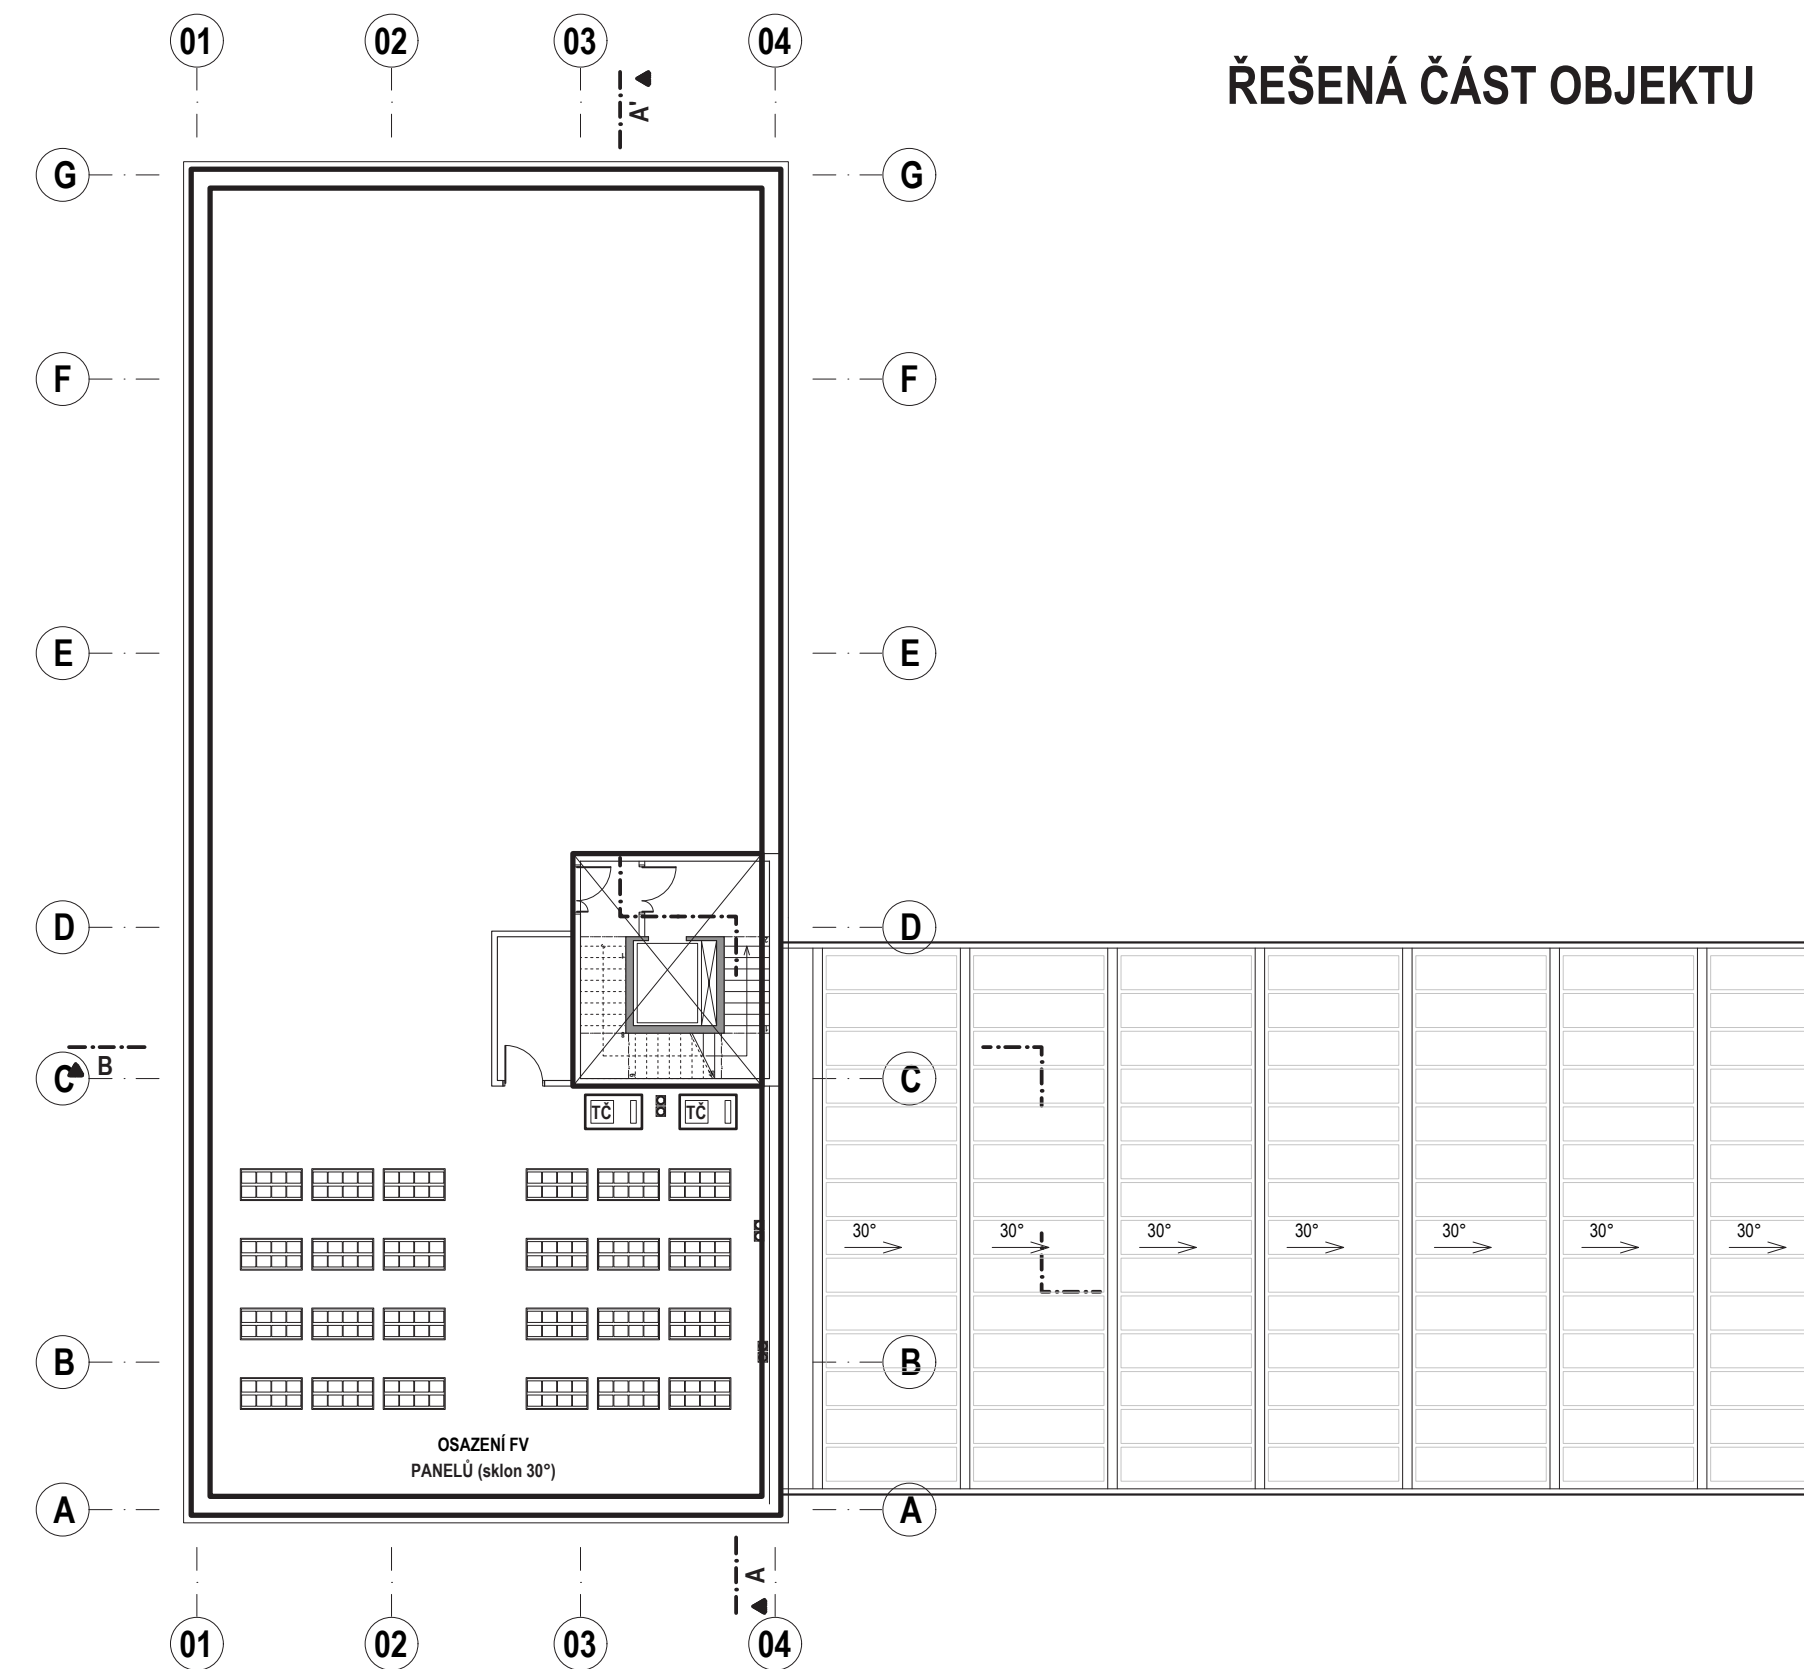 01 02 03 04
ŘEŠENÁ ČÁST OBJEKTU
A'
G G
F F
E E
D D
B
C C
TČ TČ
30° 30° 30° 30° 30° 30° 30°
B B
OSAZENÍ FV
PANELŮ (sklon 30°)
A A
A
01 02 03 04